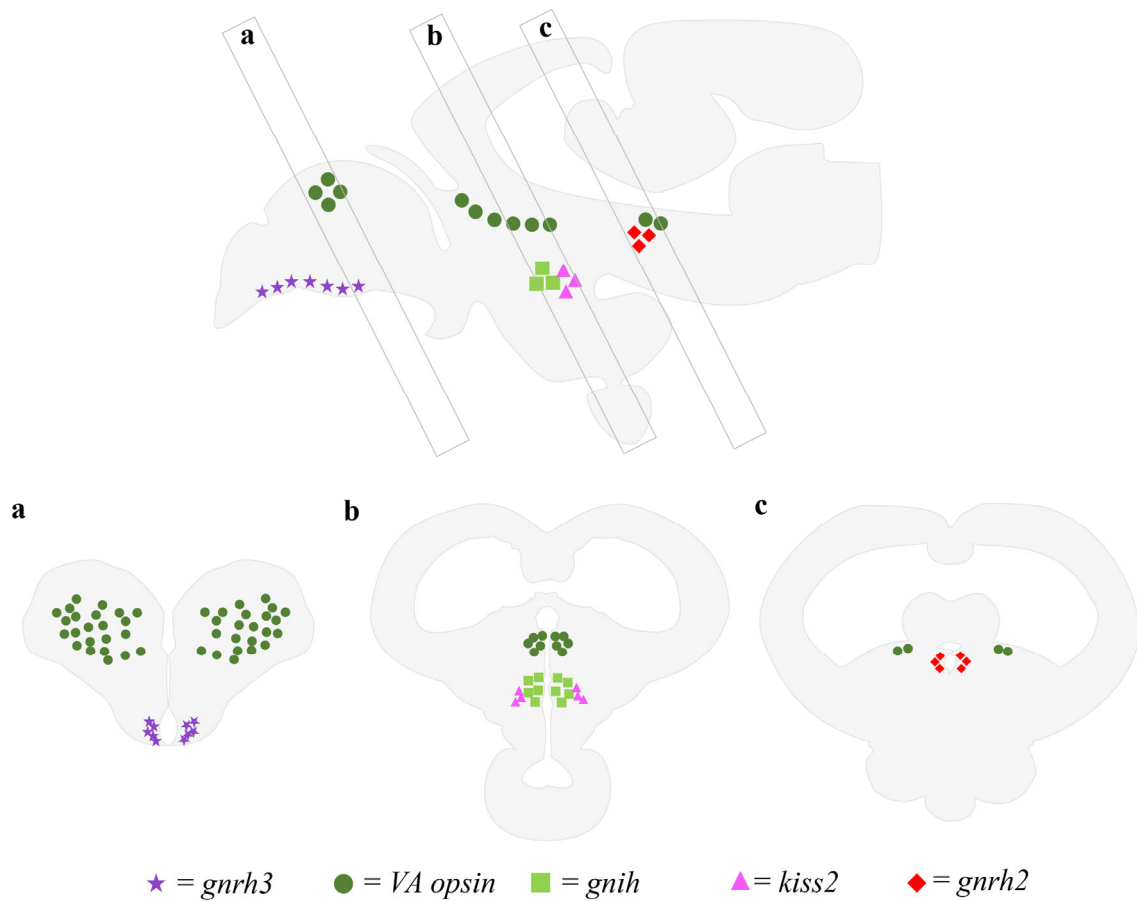 a
b
c
a
b
c
= gnrh3
= VA opsin
= gnih
= kiss2
= gnrh2